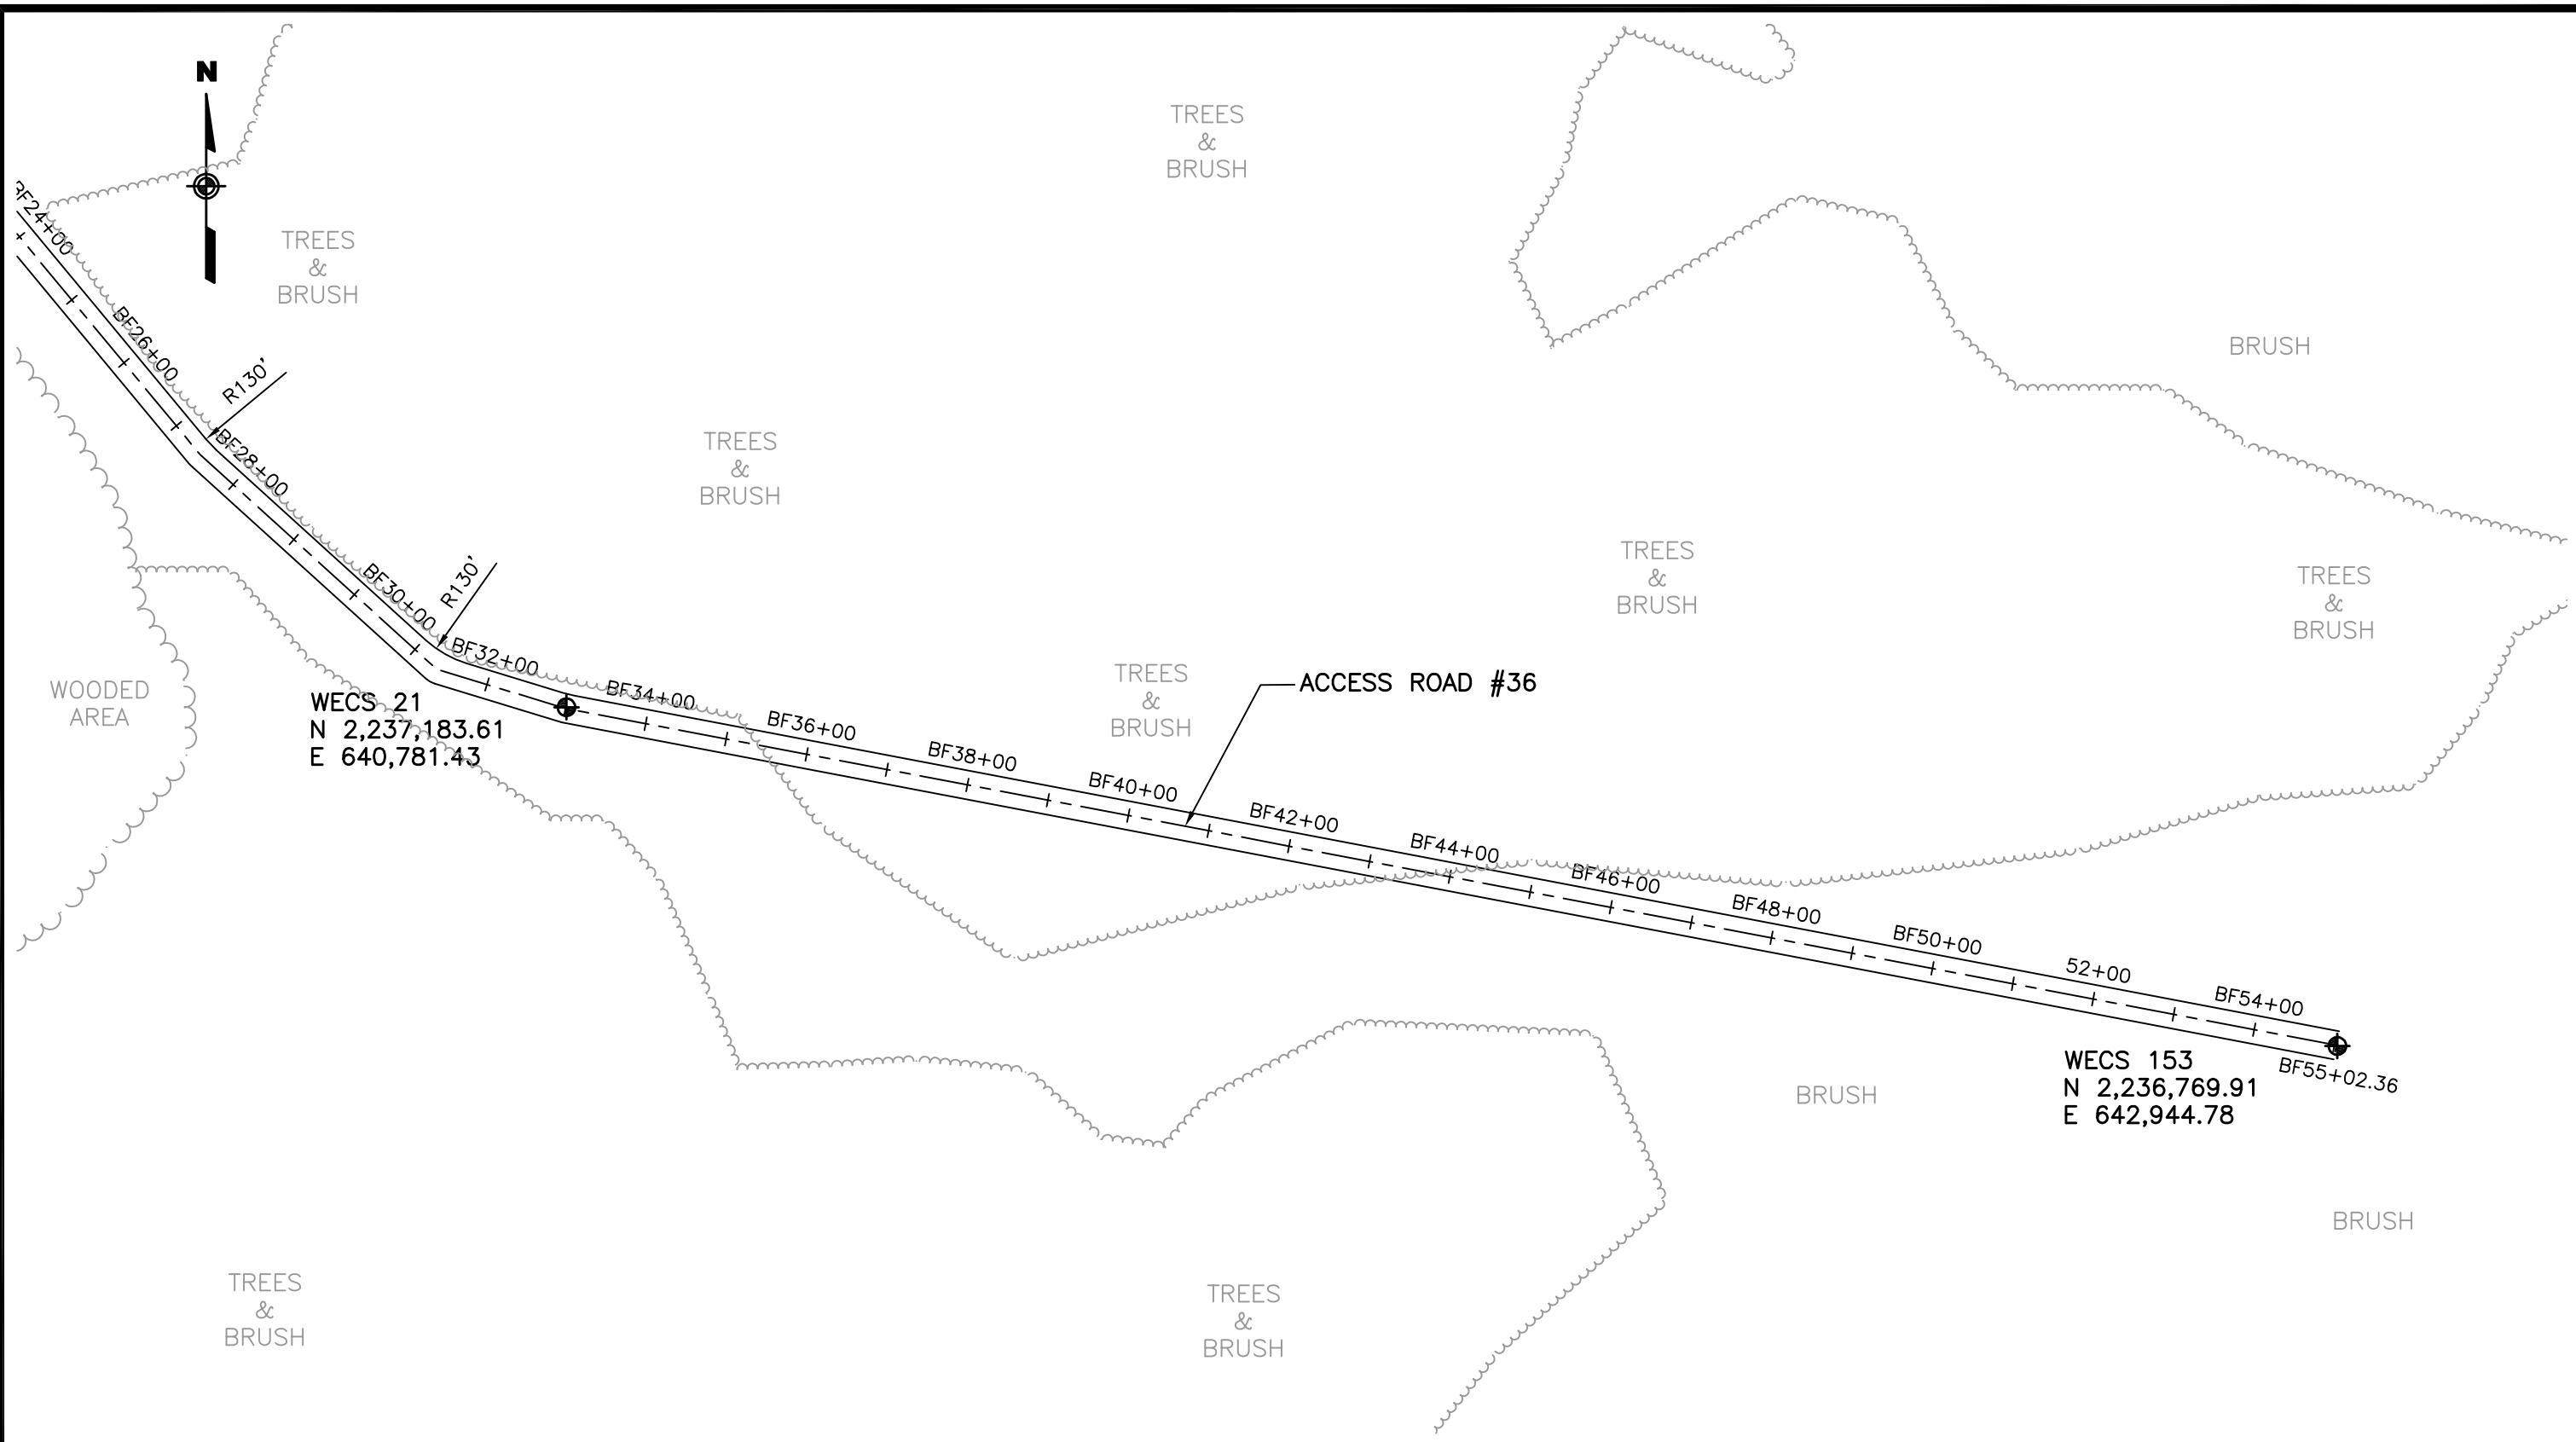 N
TREES
&
BRUSH
TREES
&
BRUSH
BF24+00
BF26+00
R130'
BRUSH
BF28+00
TREES
&
BRUSH
BF30+00
R130'
TREES
&
BRUSH
TREES
&
BRUSH
BF32+00
WOODED
AREA
WECS 21
N 2,237,183.61
E 640,781.43
BF34+00
BF36+00
TREES
&
BRUSH
ACCESS ROAD #36
BF38+00
BF40+00
BF42+00
BF44+00
BF46+00
BF48+00
BF50+00
52+00
BF54+00
BF55+02.36
WECS 153
N 2,236,769.91
E 642,944.78
BRUSH
BRUSH
TREES
&
BRUSH
TREES
&
BRUSH